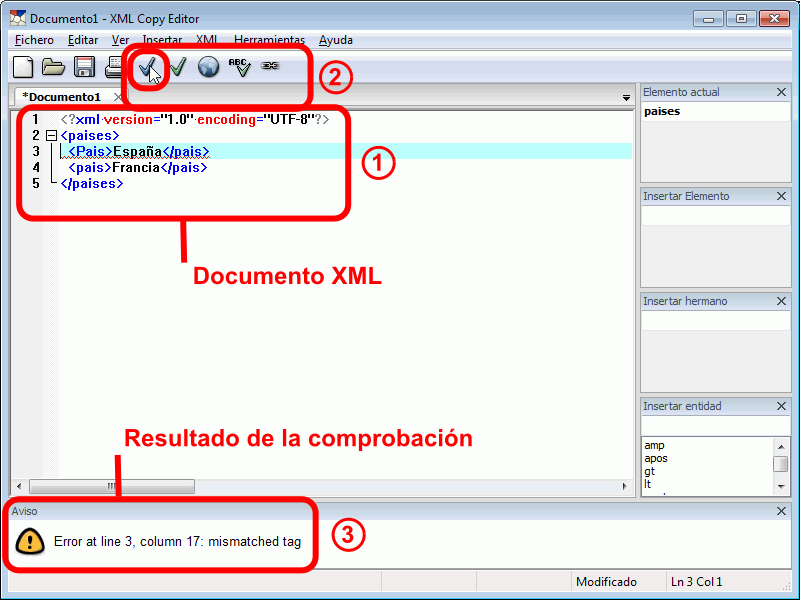 Documento1 - XML Copy Editor
Fichero Editar Ver Insertar XML Herramientas Ayuda
ABC
2
*Documento1
1 <?xml version="1.0" encoding="UTF-8"?>
2 <paises>
3 <Pais>España</pais>
4 <pais>Francia</pais>
5 </paises>
1
Documento XML
Resultado de la comprobación
Elemento actual
paises
Insertar Elemento
Insertar hermano
Insertar entidad
amp
apos
gt
lt
Aviso
Error at line 3, column 17: mismatched tag
3
Modificado Ln 3 Col 1